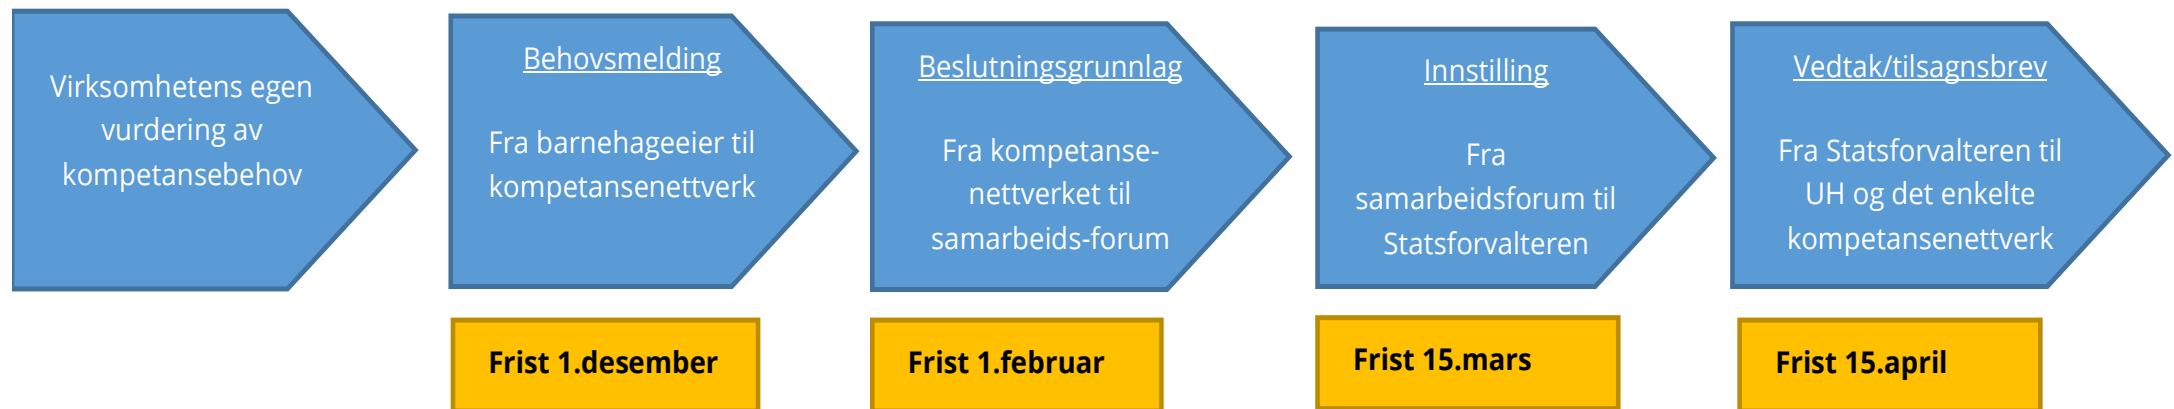 Virksomhetens egen
vurdering av
kompetansebehov
Behovsmelding
Fra barnehageeier til
kompetansenettverk
Beslutningsgrunnlag
Fra kompetanse-
nettverket til
samarbeids-forum
Innstilling
Fra
samarbeidsforum til
Statsforvalteren
Vedtak/tilsagnsbrev
Fra Statsforvalteren til
UH og det enkelte
kompetansenettverk
Frist 1.desember
Frist 1.februar
Frist 15.mars
Frist 15.april